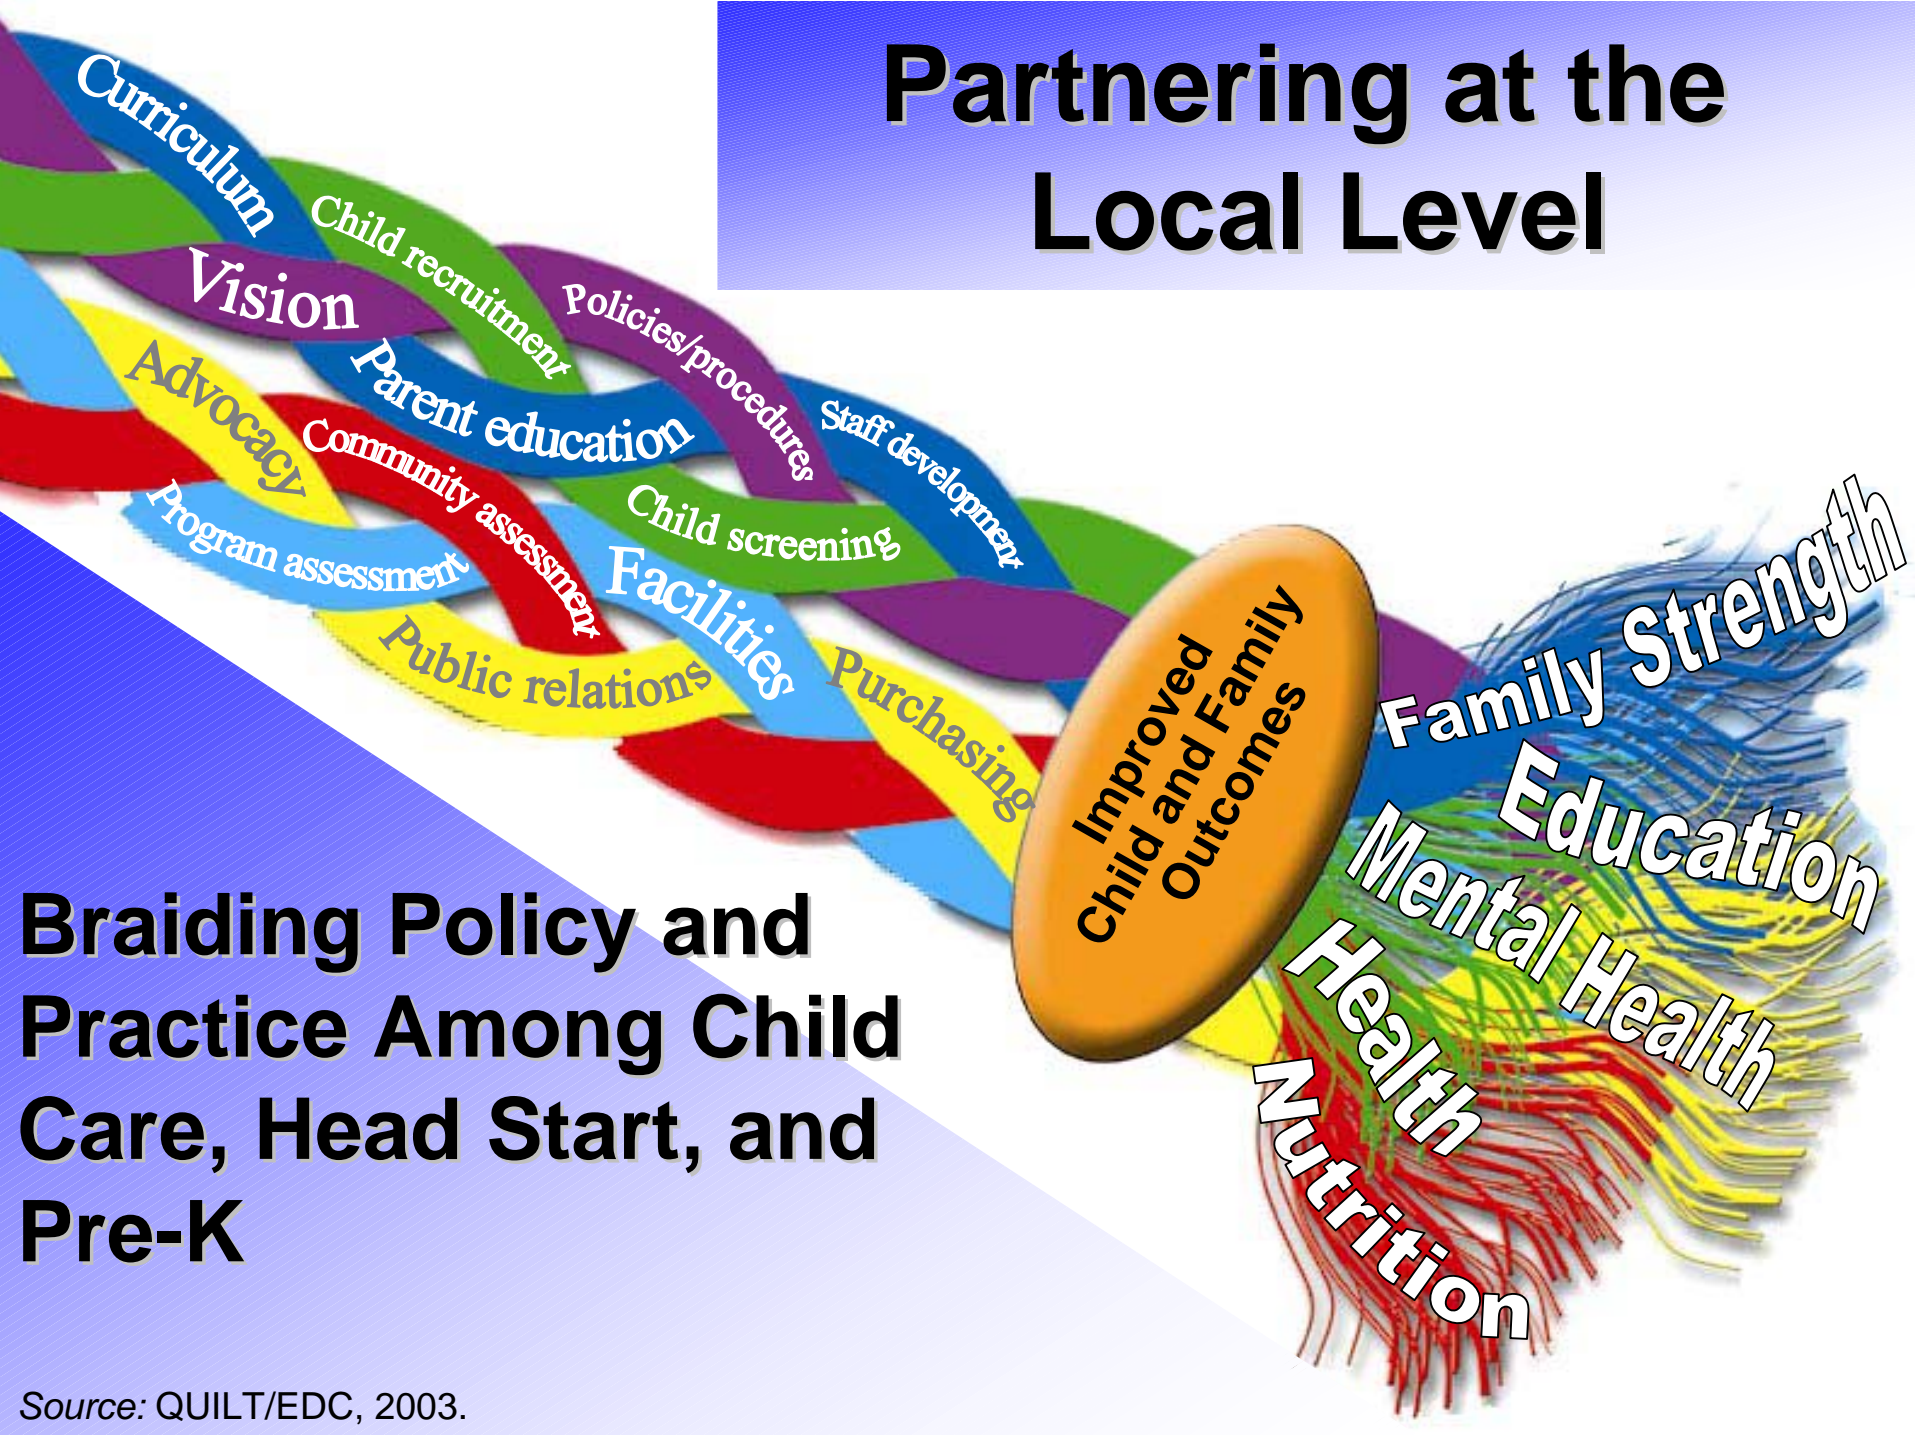 Partnering at the
Local Level
Curriculum
Child recruitment
Vision
Policies/procedures
Parent education
Advocacy
Community assessment
Staff development
Program assessment
Child screening
Facilities
Public relations
Purchasing
Improved
Child and Family
Outcomes
Family Strength
Education
Mental Health
Health
Nutrition
Braiding Policy and
Practice Among Child
Care, Head Start, and
Pre-K
Source: QUILT/EDC, 2003.